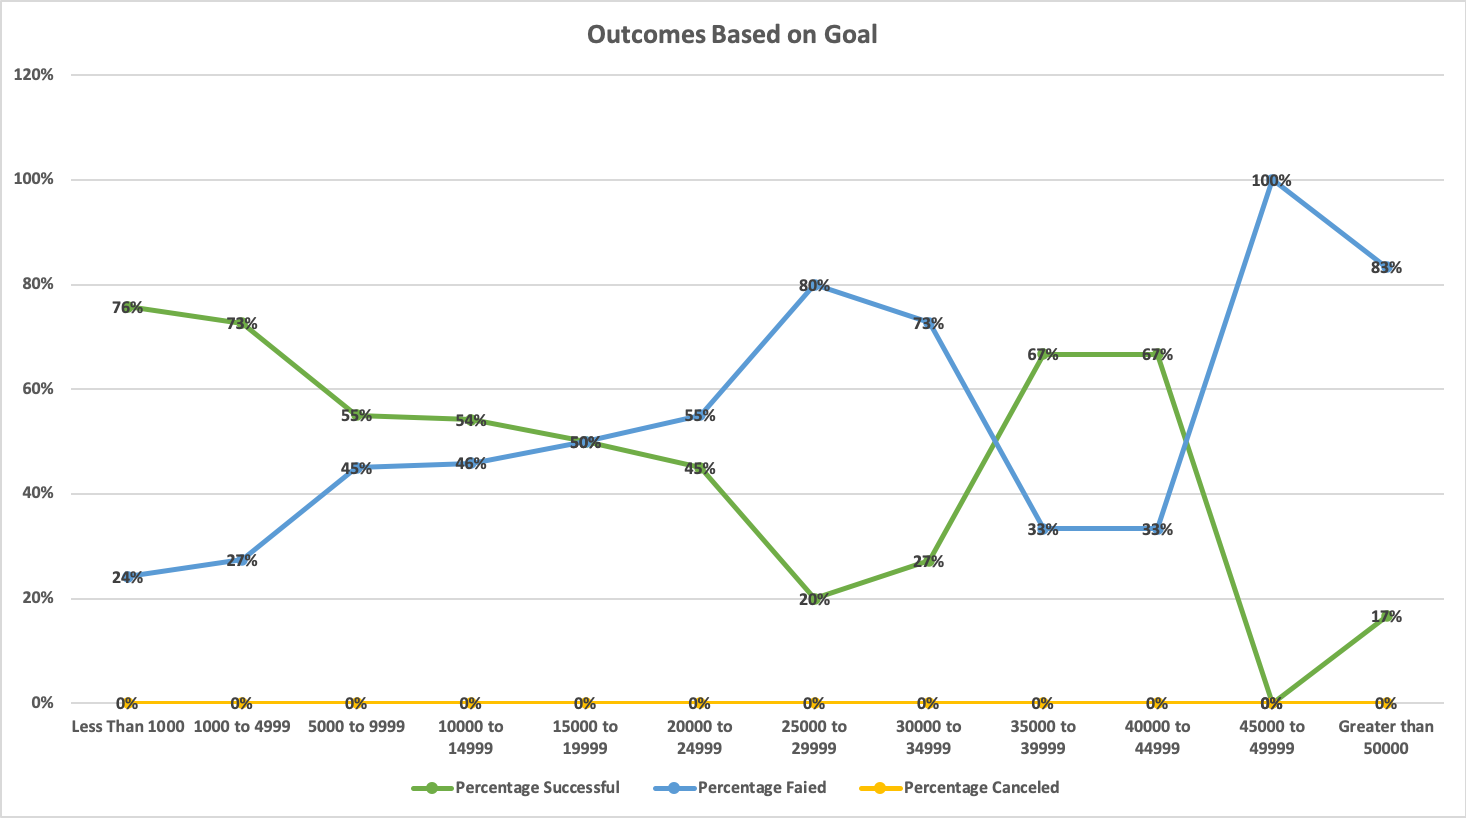 Outcomes Based on Goal
120%
100%
80%
60%
40%
20%
0%
76% 73% 55% 54% 50% 45% 20% 27% 67% 67% 0% 17%
24% 27% 45% 46% 50% 55% 80% 73% 33% 33% 100% 83%
0% 0% 0% 0% 0% 0% 0% 0% 0% 0% 0% 0%
Less Than 1000 1000 to 4999 5000 to 9999 10000 to 15000 to 20000 to 25000 to 30000 to 35000 to 40000 to 45000 to Greater than
14999 19999 24999 29999 34999 39999 44999 49999 50000
Percentage Successful Percentage Faied Percentage Canceled